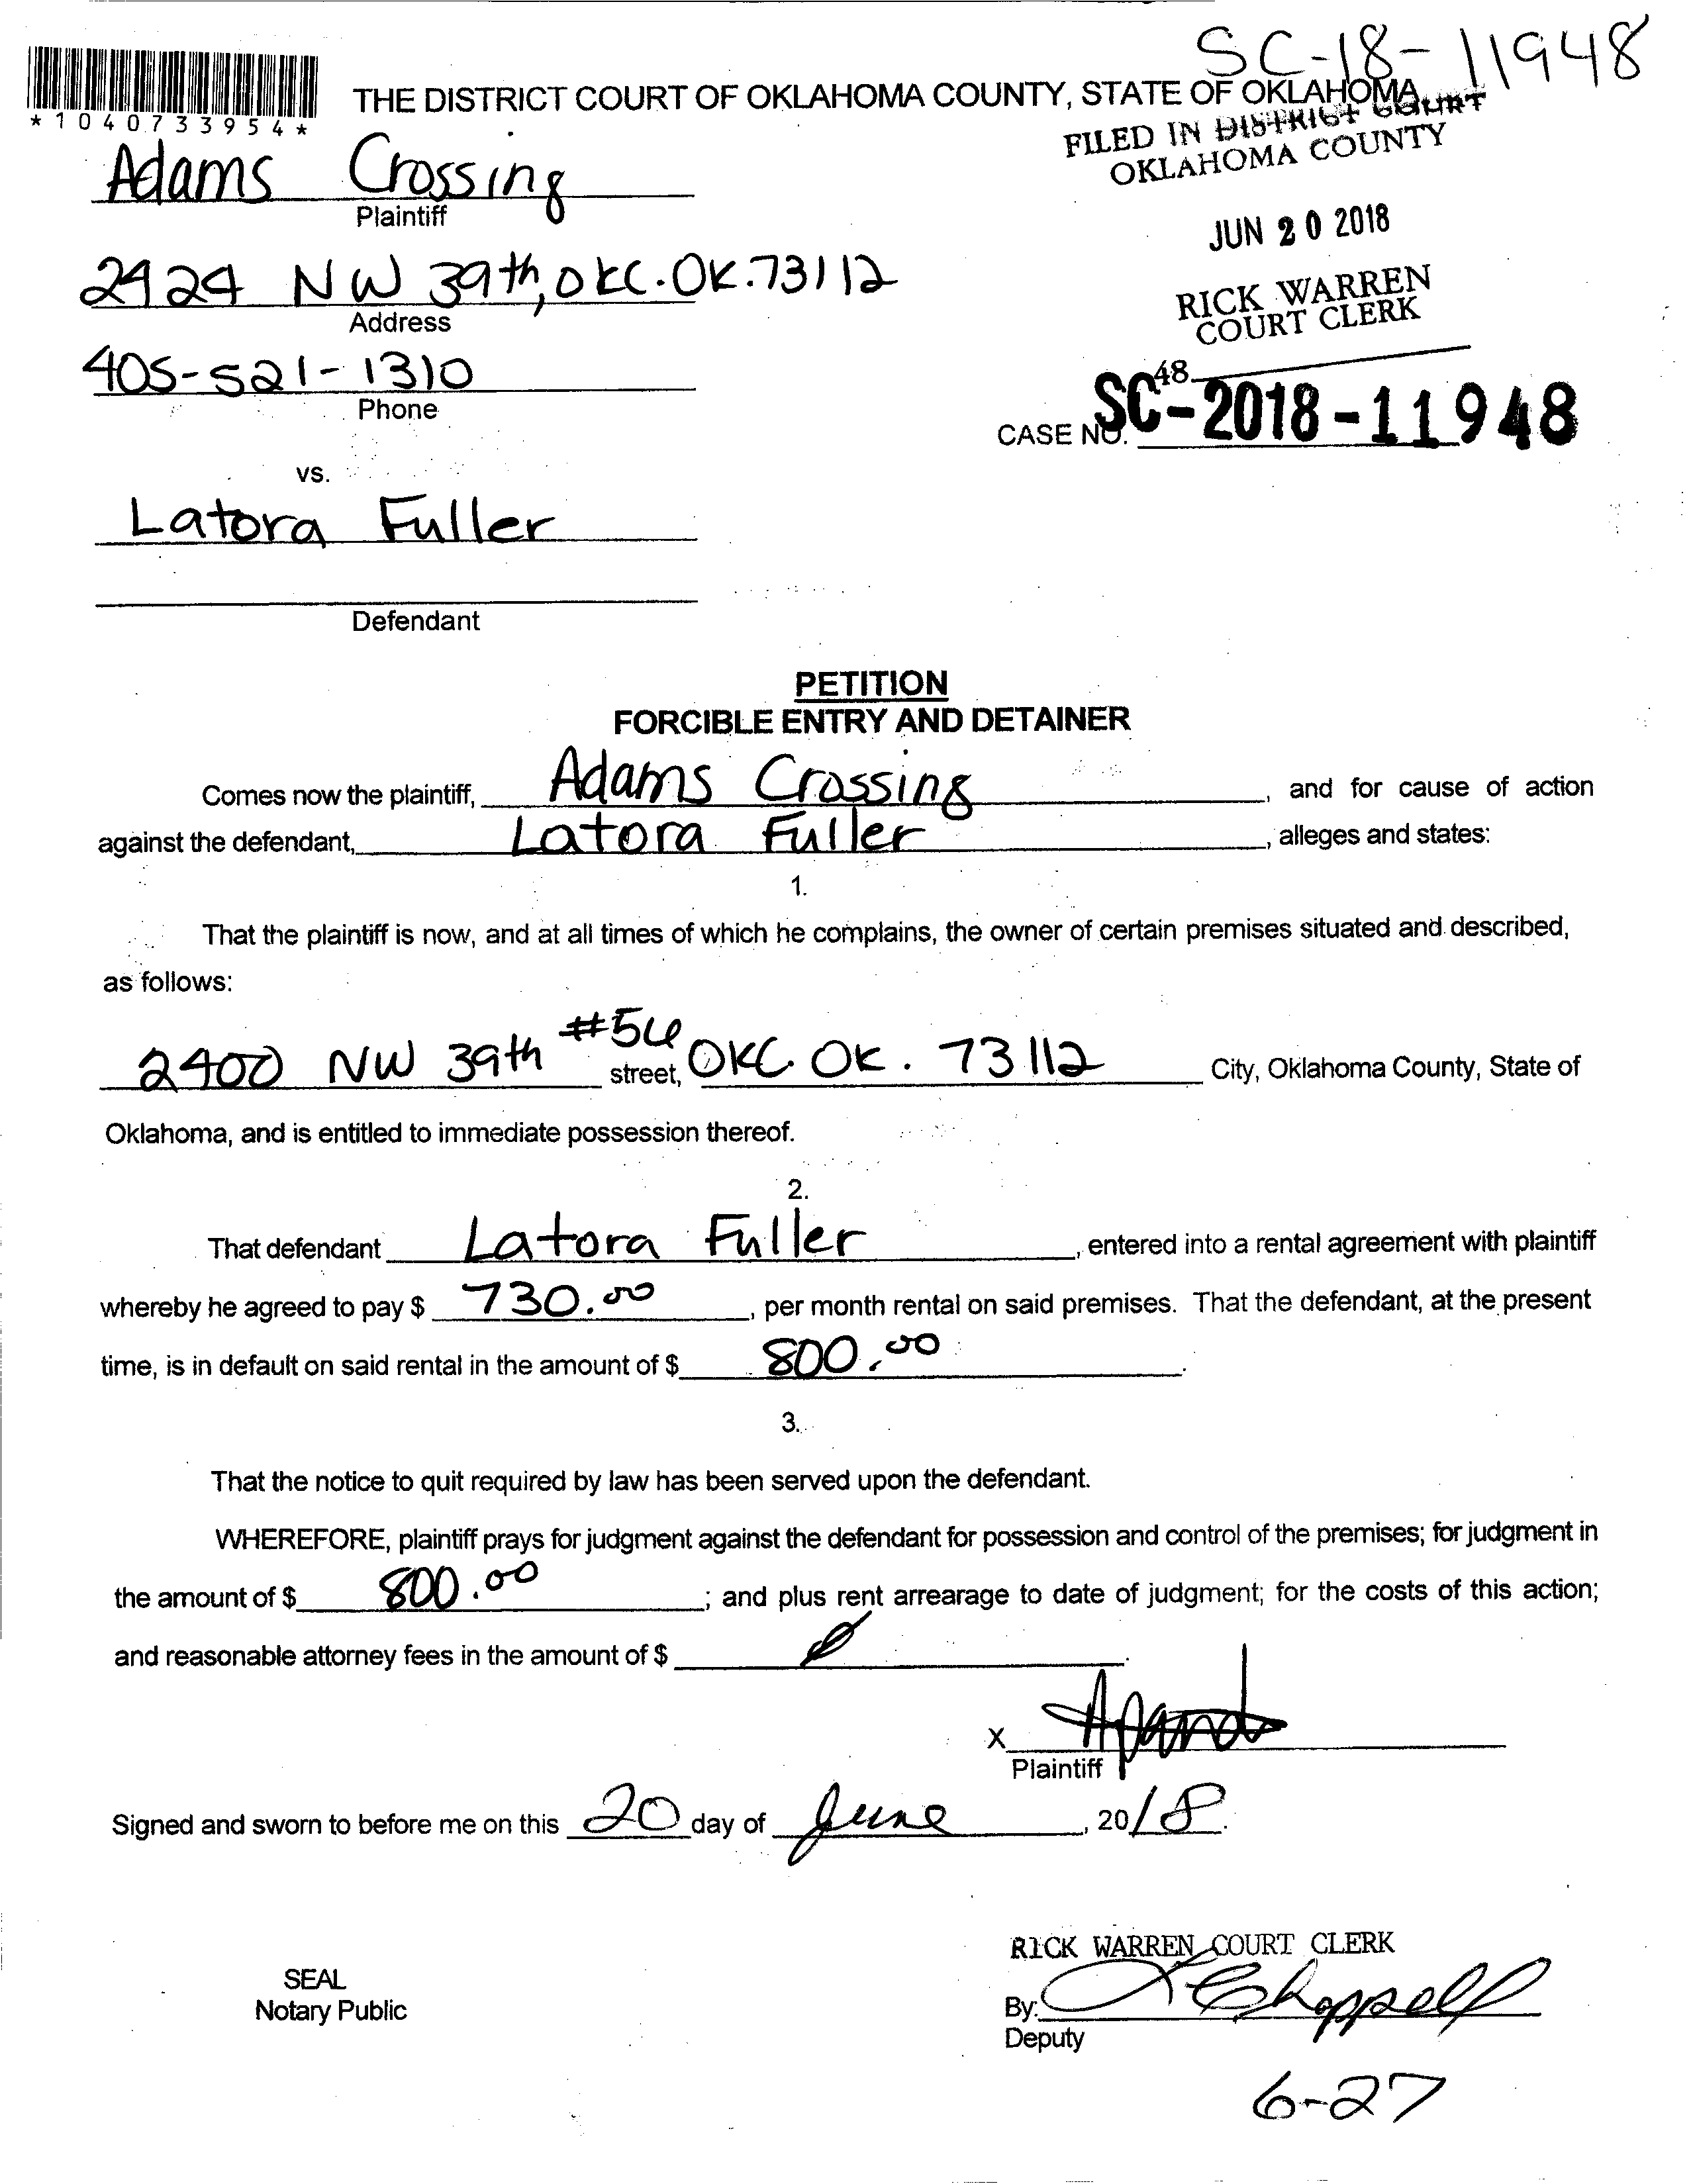 SC-18-11948
*1040733954*
THE DISTRICT COURT OF OKLAHOMA COUNTY, STATE OF OKLAHOMA
FILED IN DISTRICT COURT
OKLAHOMA COUNTY
Adams Crossing
Plaintiff
JUN 20 2018
2424 NW 39th, OKC. OK. 73112
Address
RICK WARREN
COURT CLERK
405-521-1310
Phone
48
CASE NO. SC-2018-11948
vs.
Latora Fuller
Defendant
PETITION
FORCIBLE ENTRY AND DETAINER
Comes now the plaintiff, Adams Crossing, and for cause of action
against the defendant, Latora Fuller, alleges and states:
1.
That the plaintiff is now, and at all times of which he complains, the owner of certain premises situated and described,
as follows:
2400 NW 39th #56 street, OKC. OK. 73112 City, Oklahoma County, State of
Oklahoma, and is entitled to immediate possession thereof.
2.
That defendant Latora Fuller, entered into a rental agreement with plaintiff
whereby he agreed to pay $ 730.00, per month rental on said premises. That the defendant, at the present
time, is in default on said rental in the amount of $ 800.00.
3.
That the notice to quit required by law has been served upon the defendant.
WHEREFORE, plaintiff prays for judgment against the defendant for possession and control of the premises; for judgment in
the amount of $ 800.00; and plus rent arrearage to date of judgment; for the costs of this action;
and reasonable attorney fees in the amount of $
X
Plaintiff
Signed and sworn to before me on this 20 day of June, 2018.
RICK WARREN COURT CLERK
SEAL
Notary Public
By: Chappell
Deputy
6-27